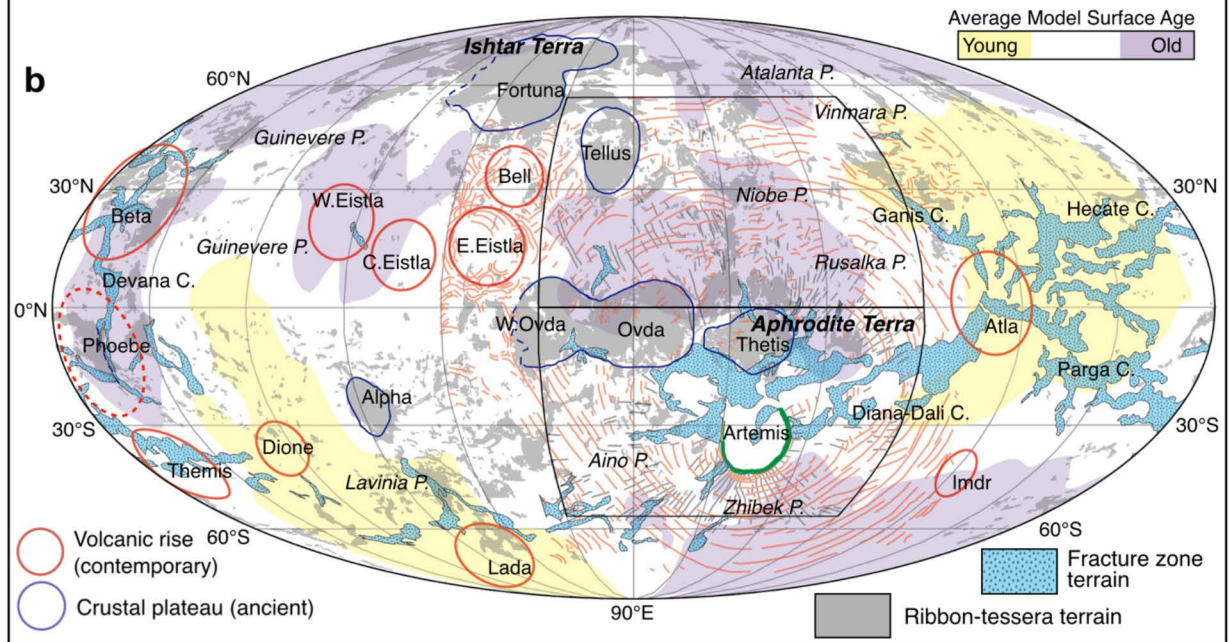 Average Model Surface Age
Young Old
b
Ishtar Terra
60°N
Fortuna
Atalanta P.
Vinmara P.
Guinevere P.
Tellus
Bell
30°N
30°N
W.Eistla
Niobe P.
Beta
Ganis C.
Hecate C.
Guinevere P.
E.Eistla
C.Eistla
Rusalka P.
Devana C.
0°N
W.Ovda
Ovda
Aphrodite Terra
Atla
Phoebe
Thetis
Parga C.
Alpha
Diana-Dali C.
30°S
30°S
Artemis
Dione
Aino P.
Themis
Lavinia P.
Imdr
Zhibek P.
60°S
60°S
Volcanic rise
(contemporary)
Lada
Fracture zone
terrain
Crustal plateau (ancient)
90°E
Ribbon-tessera terrain